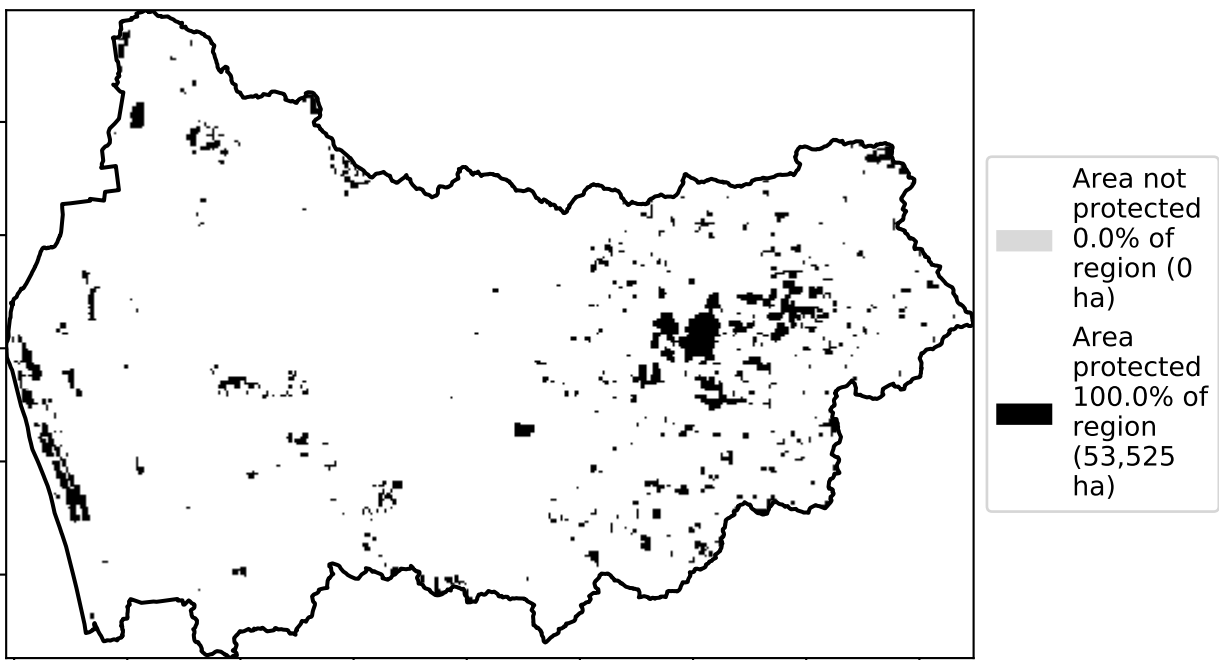 Area not
protected
0.0% of
region (0
ha)
Area
protected
100.0% of
region
(53,525
ha)